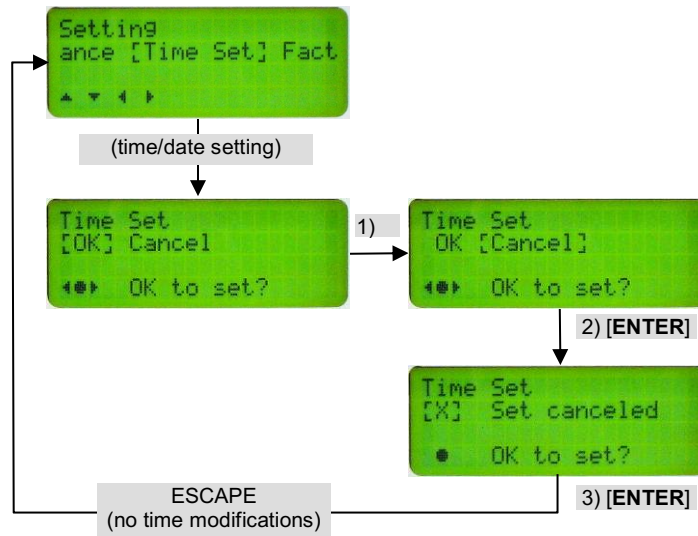 Setting
ance [Time Set] Fact
(time/date setting)
Time Set
[OK] Cancel
OK to set?
1)
Time Set
OK [Cancel]
OK to set?
2) [ENTER]
Time Set
[X] Set canceled
OK to set?
3) [ENTER]
ESCAPE
(no time modifications)